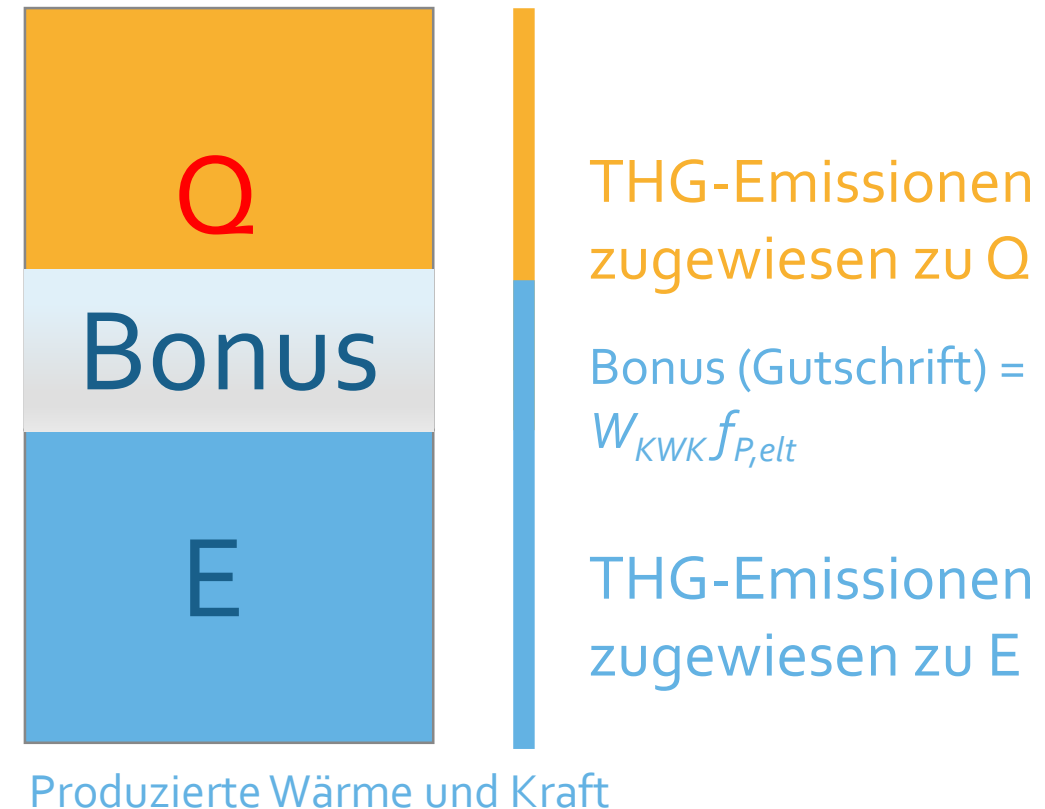 Q
Bonus
E
THG-Emissionen
zugewiesen zu Q
Bonus (Gutschrift) =
W_KWK f_P,elt
THG-Emissionen
zugewiesen zu E
Produzierte Wärme und Kraft